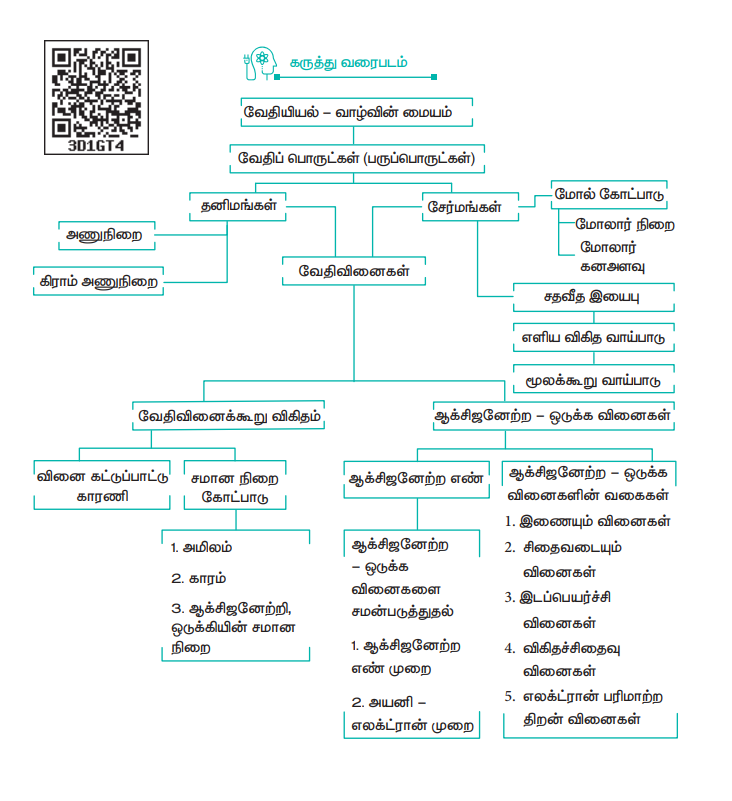 கருத்து வரைபடம்
3D1GT4
வேதியியல் – வாழ்வின் மையம்
வேதிப் பொருட்கள் (பருப்பொருட்கள்)
தனிமங்கள்
சேர்மங்கள்
மோல் கோட்பாடு
மோலார் நிறை
மோலார்
கனஅளவு
அணுநிறை
கிராம் அணுநிறை
வேதிவினைகள்
சதவீத இயைபு
எளிய விகித வாய்பாடு
மூலக்கூறு வாய்பாடு
வேதிவினைக்கூறு விகிதம்
ஆக்சிஜனேற்ற – ஒடுக்க வினைகள்
வினை கட்டுப்பாட்டு
காரணி
சமான நிறை
கோட்பாடு
1. அமிலம்
2. காரம்
3. ஆக்சிஜனேற்றி,
ஒடுக்கியின் சமான
நிறை
ஆக்சிஜனேற்ற எண்
ஆக்சிஜனேற்ற
– ஒடுக்க
வினைகளை
சமன்படுத்துதல்
1. ஆக்சிஜனேற்ற
எண் முறை
2. அயனி –
எலக்ட்ரான் முறை
ஆக்சிஜனேற்ற – ஒடுக்க
வினைகளின் வகைகள்
1. இணையும் வினைகள்
2. சிதைவடையும்
வினைகள்
3. இடப்பெயர்ச்சி
வினைகள்
4. விகிதச்சிதைவு
வினைகள்
5. எலக்ட்ரான் பரிமாற்ற
திறன் வினைகள்